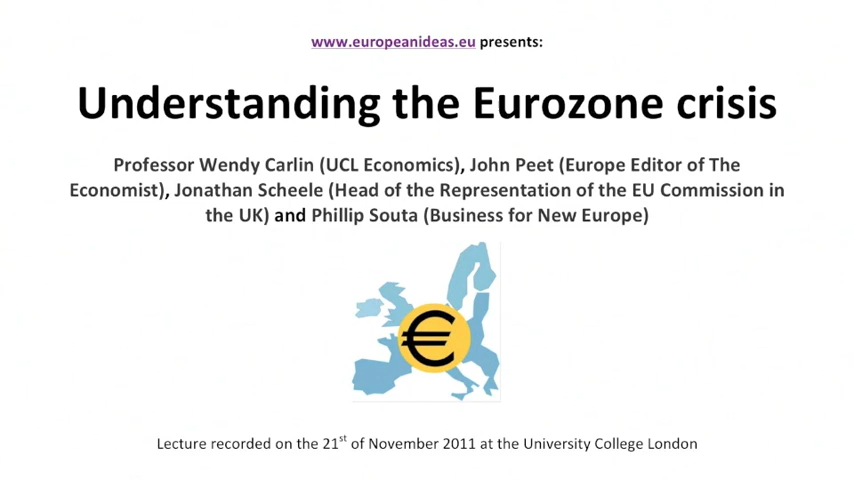 www.europeanideas.eu presents:
Understanding the Eurozone crisis
Professor Wendy Carlin (UCL Economics), John Peet (Europe Editor of The
Economist), Jonathan Scheele (Head of the Representation of the EU Commission in
the UK) and Phillip Souta (Business for New Europe)
€
Lecture recorded on the 21st of November 2011 at the University College London